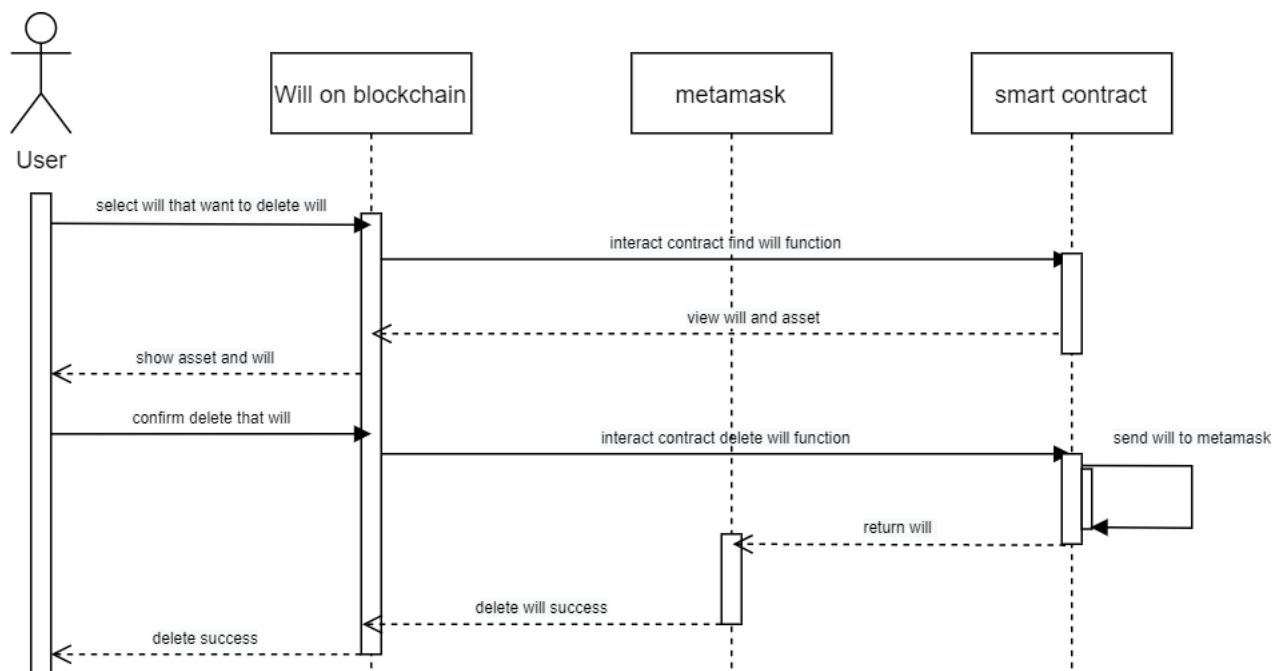 Will on blockchain
metamask
smart contract
User
select will that want to delete will
interact contract find will function
view will and asset
show asset and will
confirm delete that will
interact contract delete will function
send will to metamask
return will
delete will success
delete success